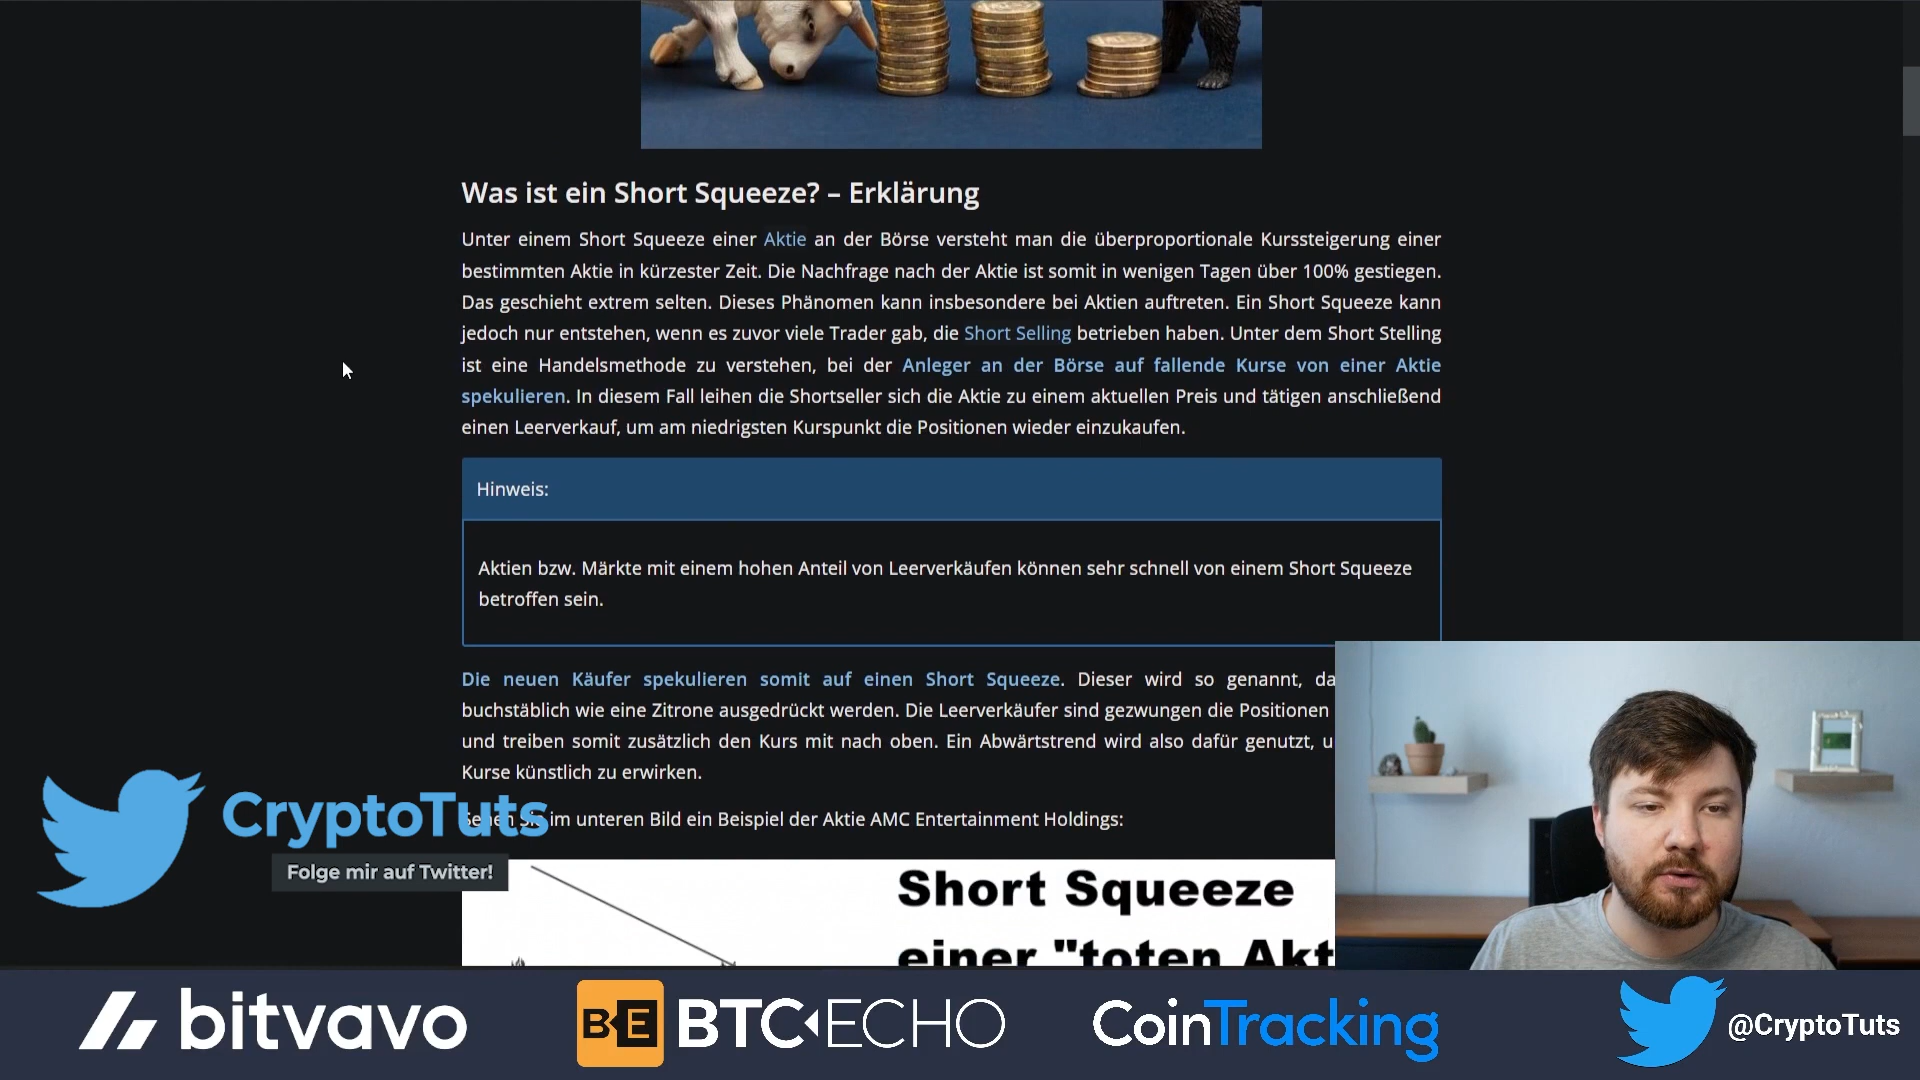 Was ist ein Short Squeeze? – Erklärung
Unter einem Short Squeeze einer Aktie an der Börse versteht man die überproportionale Kurssteigerung einer
bestimmten Aktie in kürzester Zeit. Die Nachfrage nach der Aktie ist somit in wenigen Tagen über 100% gestiegen.
Das geschieht extrem selten. Dieses Phänomen kann insbesondere bei Aktien auftreten. Ein Short Squeeze kann
jedoch nur entstehen, wenn es zuvor viele Trader gab, die Short Selling betrieben haben. Unter dem Short Stelling
ist eine Handelsmethode zu verstehen, bei der Anleger an der Börse auf fallende Kurse von einer Aktie
spekulieren. In diesem Fall leihen die Shortseller sich die Aktie zu einem aktuellen Preis und tätigen anschließend
einen Leerverkauf, um am niedrigsten Kurspunkt die Positionen wieder einzukaufen.
Hinweis:
Aktien bzw. Märkte mit einem hohen Anteil von Leerverkäufen können sehr schnell von einem Short Squeeze
betroffen sein.
Die neuen Käufer spekulieren somit auf einen Short Squeeze. Dieser wird so genannt, da
buchstäblich wie eine Zitrone ausgedrückt werden. Die Leerverkäufer sind gezwungen die Positionen
und treiben somit zusätzlich den Kurs mit nach oben. Ein Abwärtstrend wird also dafür genutzt, u
Kurse künstlich zu erwirken.
im unteren Bild ein Beispiel der Aktie AMC Entertainment Holdings:
CryptoTuts
Folge mir auf Twitter!
Short Squeeze
einer "toten Akt
bitvavo
BE BTC ECHO
CoinTracking
@CryptoTuts